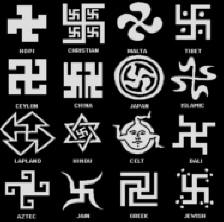 HOPI CHRISTIAN MALTA TIBET
CEYLON CHINA JAPAN ISLAMIC
LAPLAND HINDU CELT BALI
AZTEC JAIN GREEK JEWISH